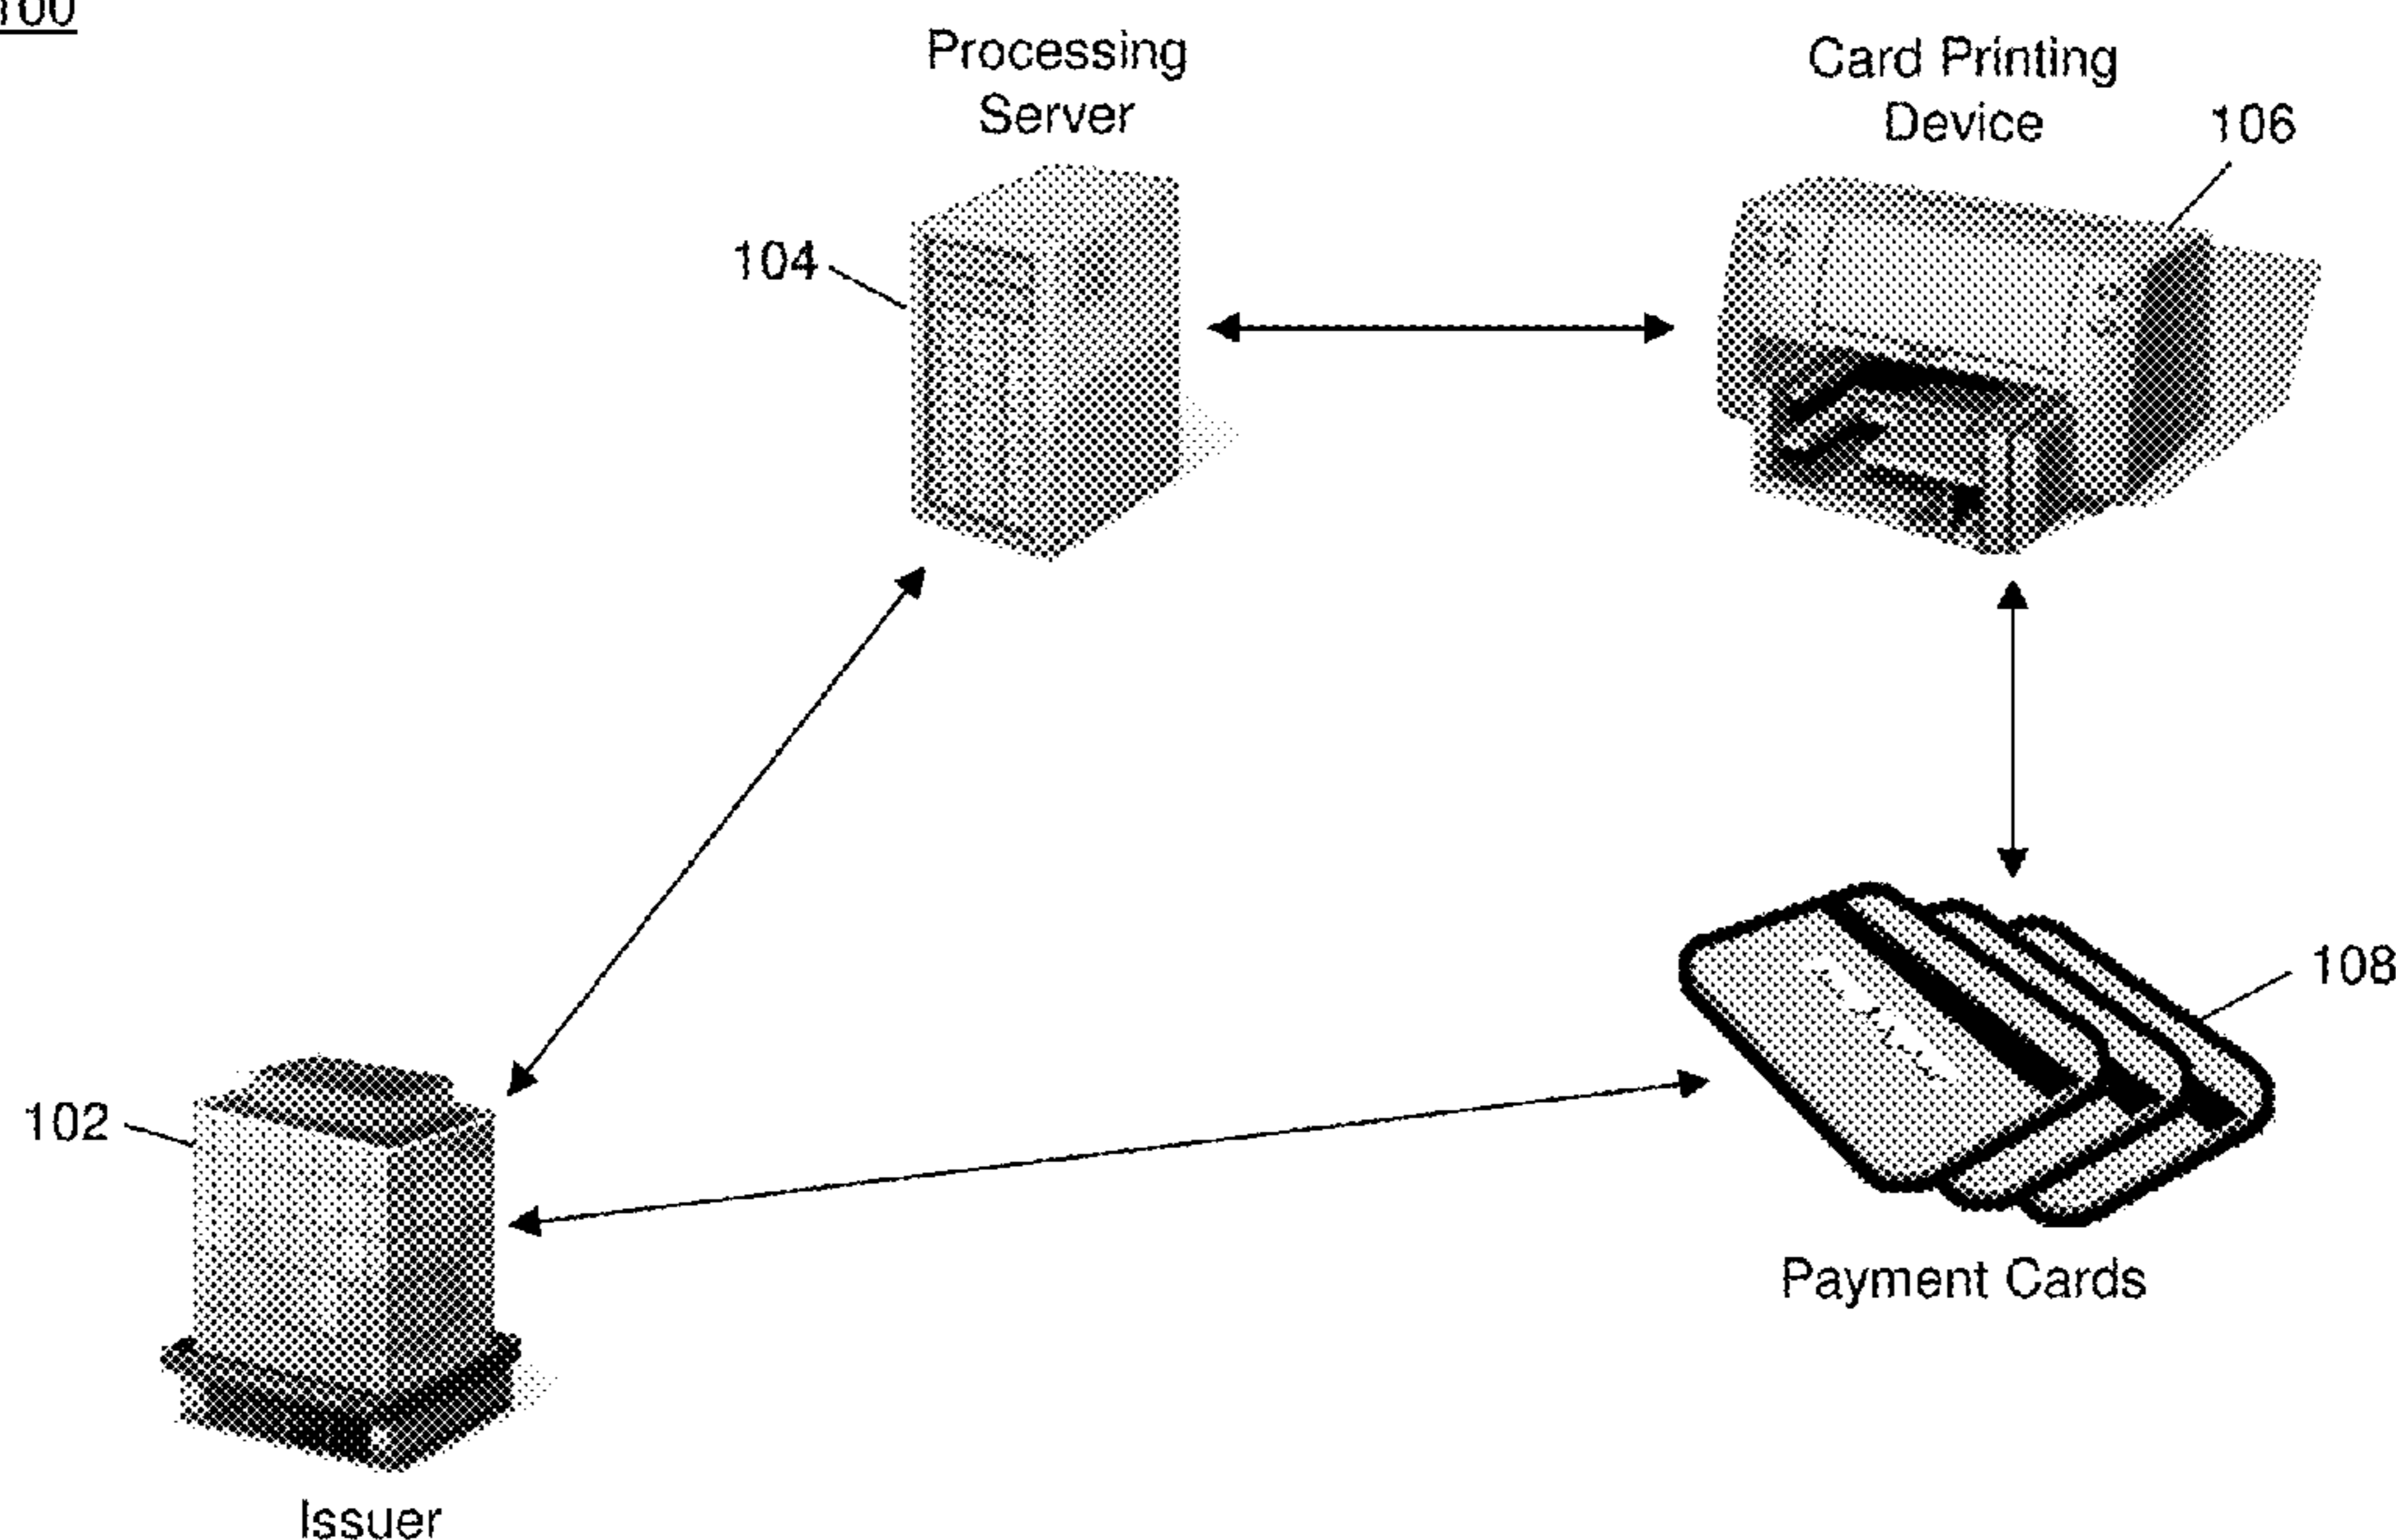 100
Processing
Server
Card Printing
Device
106
104
108
102
Payment Cards
Issuer